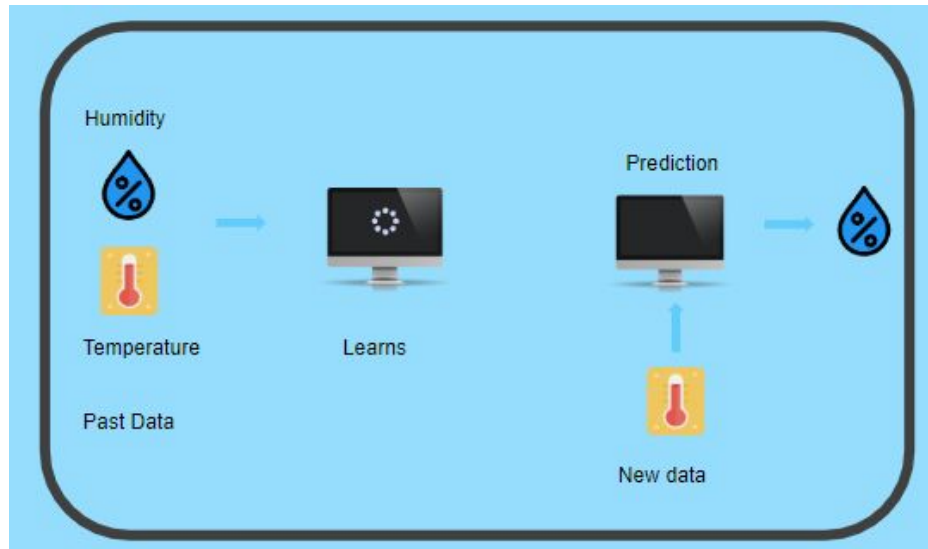 Humidity
Temperature
Past Data
Learns
Prediction
New data